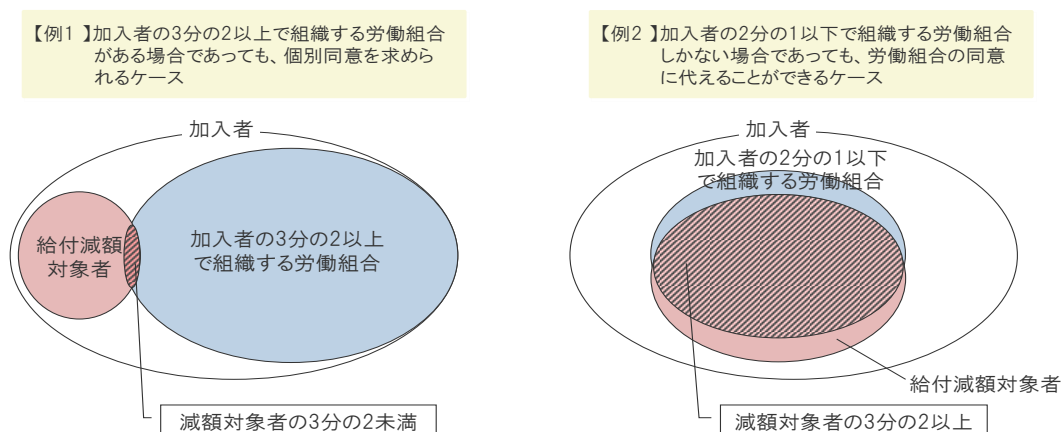 【例1 】加入者の3分の2以上で組織する労働組合
がある場合であっても、個別同意を求めら
れるケース
加入者
給付減額
対象者
加入者の3分の2以上
で組織する労働組合
減額対象者の3分の2未満
【例2 】加入者の2分の1以下で組織する労働組合
しかない場合であっても、労働組合の同意
に代えることができるケース
加入者
加入者の2分の1以下
で組織する労働組合
給付減額対象者
減額対象者の3分の2以上